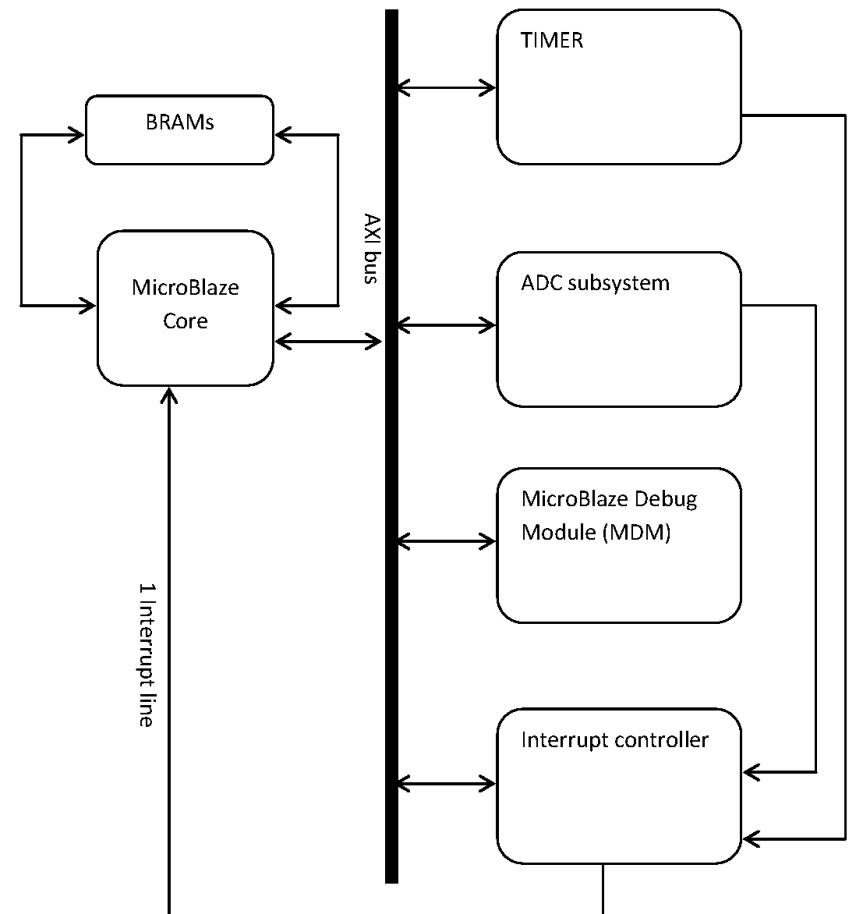 TIMER
BRAMs
AXI bus
MicroBlaze
Core
ADC subsystem
MicroBlaze Debug
Module (MDM)
1 Interrupt line
Interrupt controller